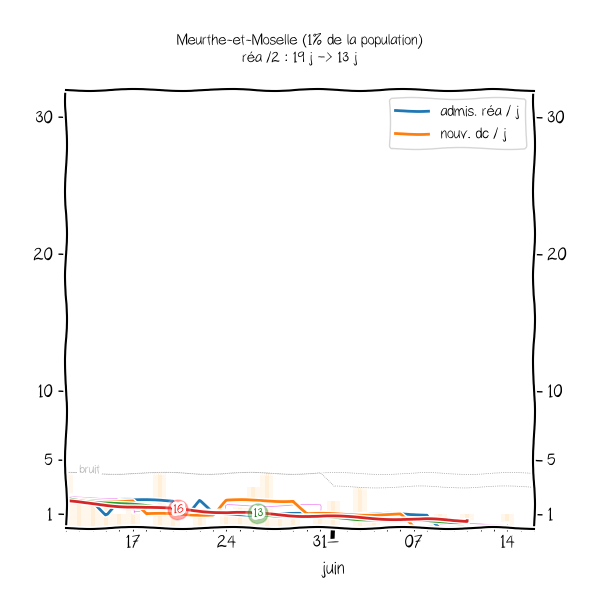 Meurthe-et-Moselle (1% de la population)
réa /2 : 19 j -> 13 j
admis. réa / j
nouv. dc / j
30
30
20
20
10
10
5
5
bruit
1
1
16
13
17
24
31
07
14
juin